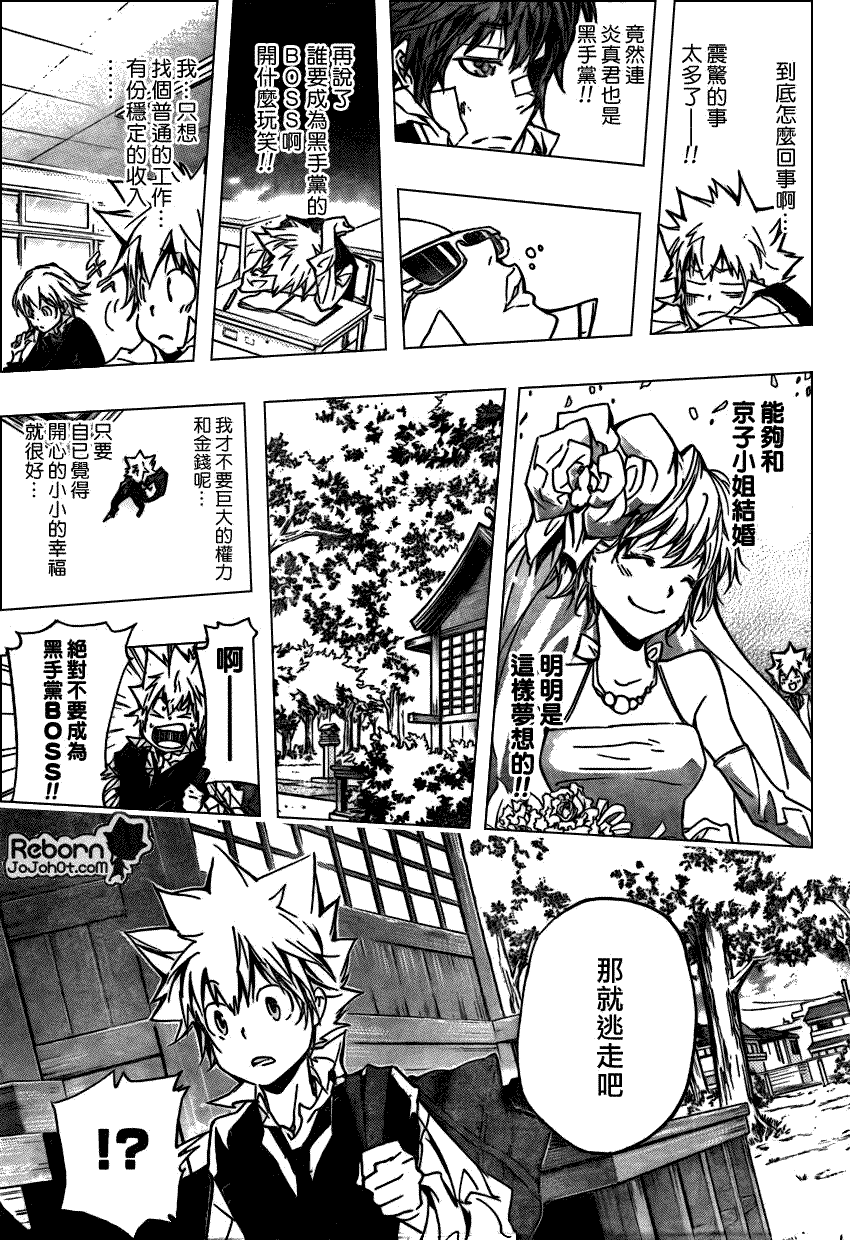 到底怎麼回事啊…
震驚的事
太多了——!!
竟然連
炎真君也是
黑手黨!!
再說了
誰要成為黑手黨的
BOSS啊
開什麼玩笑!!
我…只想
找個普通的工作…
有份穩定的收入
……
能夠和
京子小姐結婚
明明是
這樣夢想的!!
我才不要巨大的權力
和金錢呢…
只要
自已覺得
開心的小小的幸福
就很好…
啊——
絕對不要成為
黑手黨BOSS!!
那就逃走吧
!?
Reborn
JoJohot.com